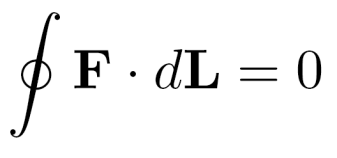 ∮ 𝐅 · d𝐋 = 0